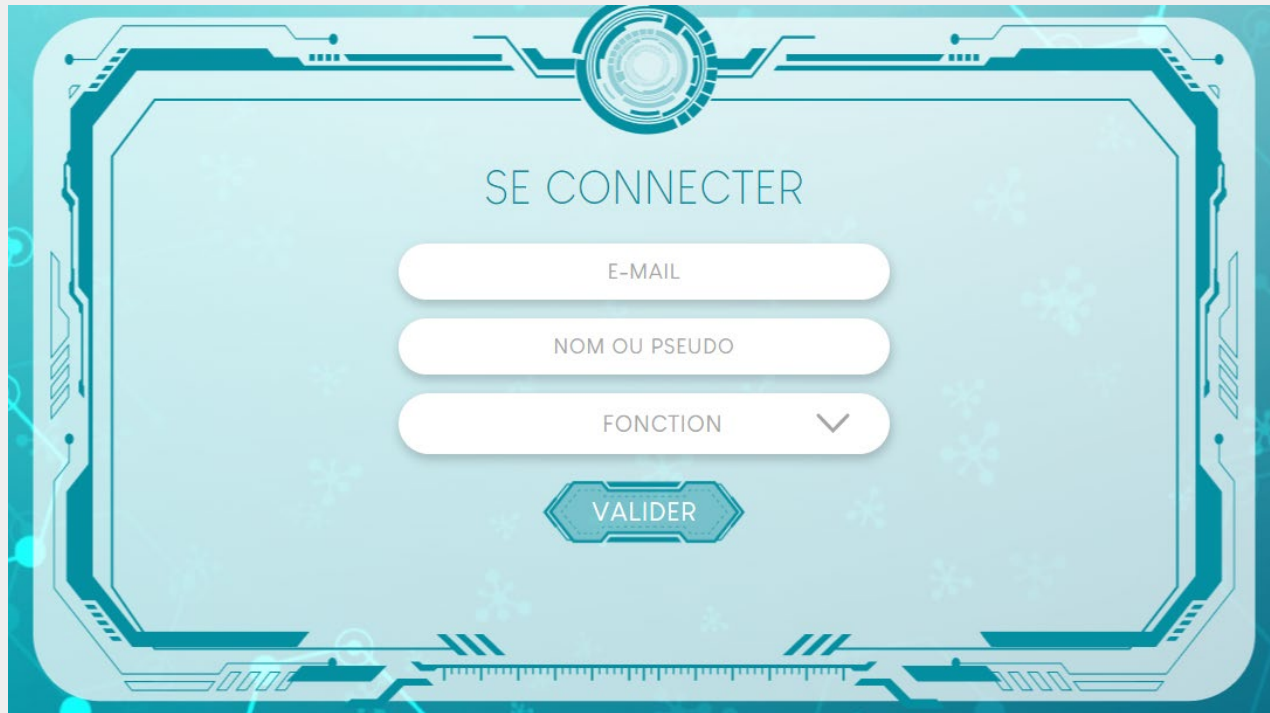 SE CONNECTER
E-MAIL
NOM OU PSEUDO
FONCTION
VALIDER